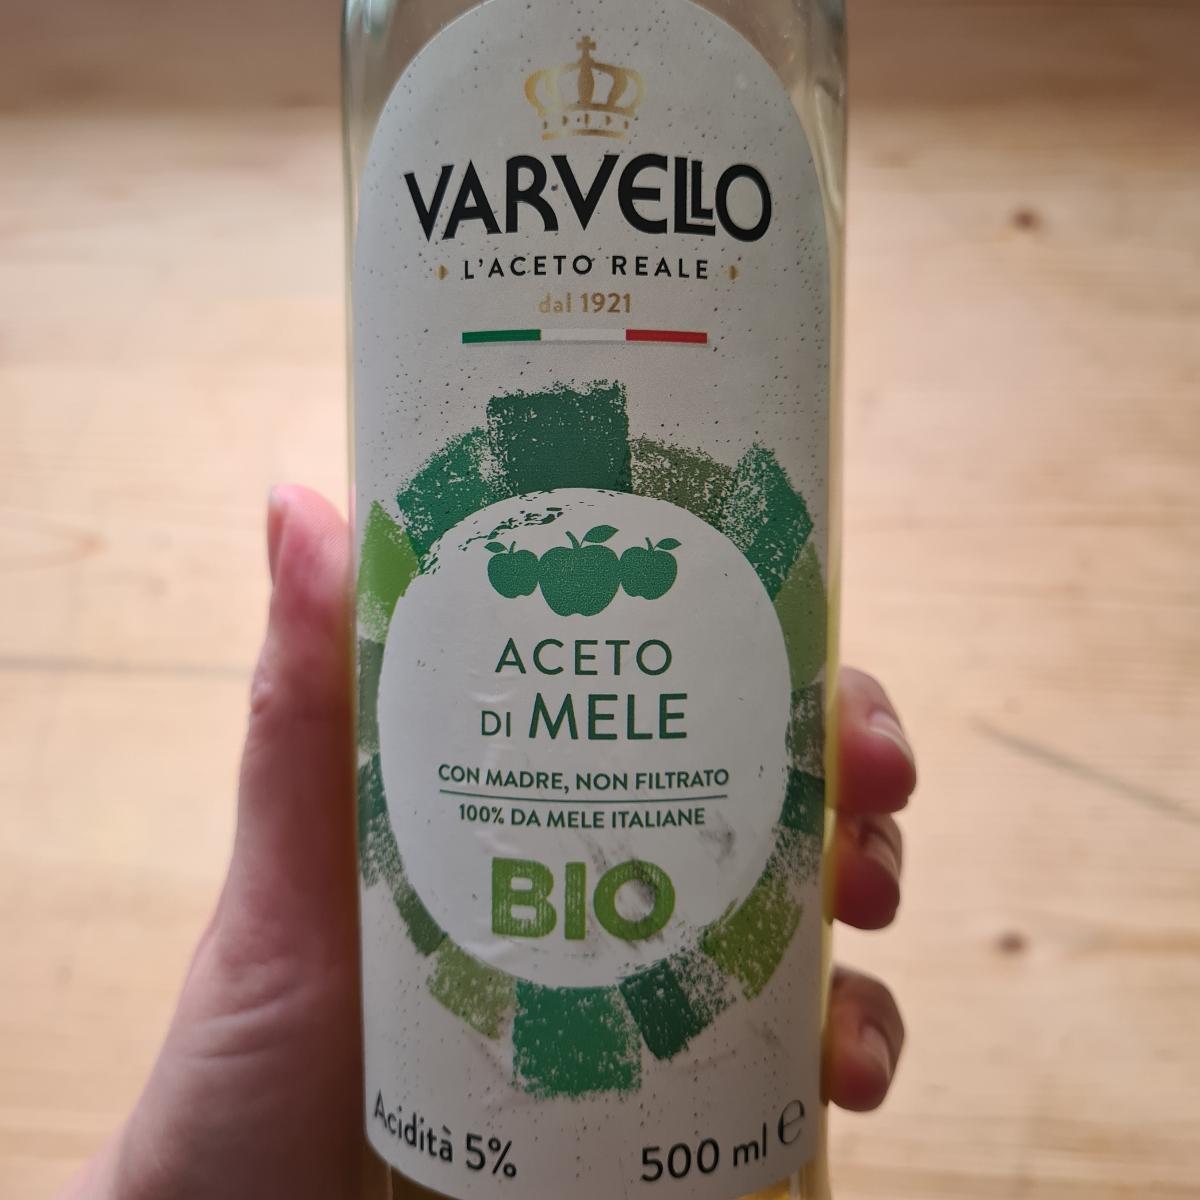 VARVELLO
L'ACETO REALE
dal 1921
ACETO
DI MELE
CON MADRE, NON FILTRATO
100% DA MELE ITALIANE
BIO
Acidità 5%
500 ml ℮